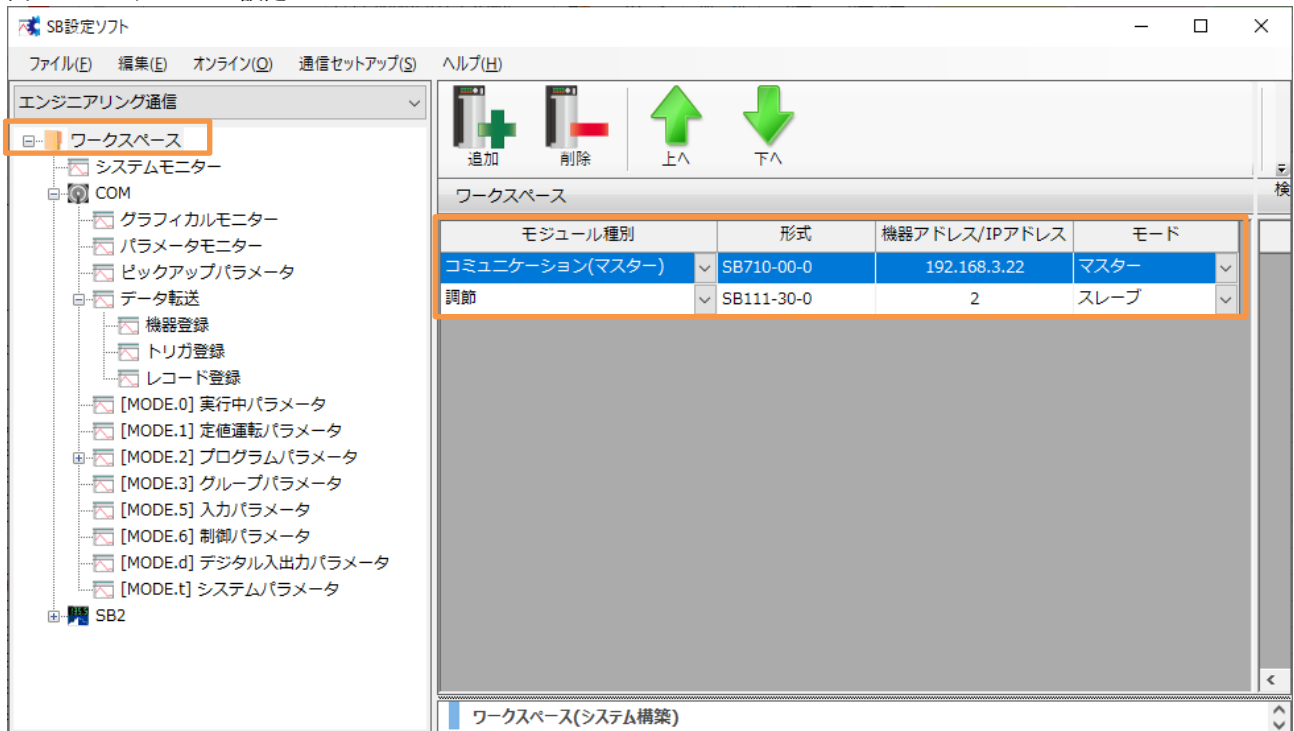 SB設定ソフト
ファイル(F) 編集(E) オンライン(O) 通信セットアップ(S) ヘルプ(H)
エンジニアリング通信
ワークスペース
システムモニター
COM
グラフィカルモニター
パラメータモニター
ピックアップパラメータ
データ転送
機器登録
トリガ登録
レコード登録
[MODE.0] 実行中パラメータ
[MODE.1] 定値運転パラメータ
[MODE.2] プログラムパラメータ
[MODE.3] グループパラメータ
[MODE.5] 入力パラメータ
[MODE.6] 制御パラメータ
[MODE.d] デジタル入出力パラメータ
[MODE.t] システムパラメータ
SB2
追加 削除 上へ 下へ
ワークスペース
検
モジュール種別 形式 機器アドレス/IPアドレス モード
コミュニケーション(マスター) SB710-00-0 192.168.3.22 マスター
調節 SB111-30-0 2 スレーブ
ワークスペース(システム構築)